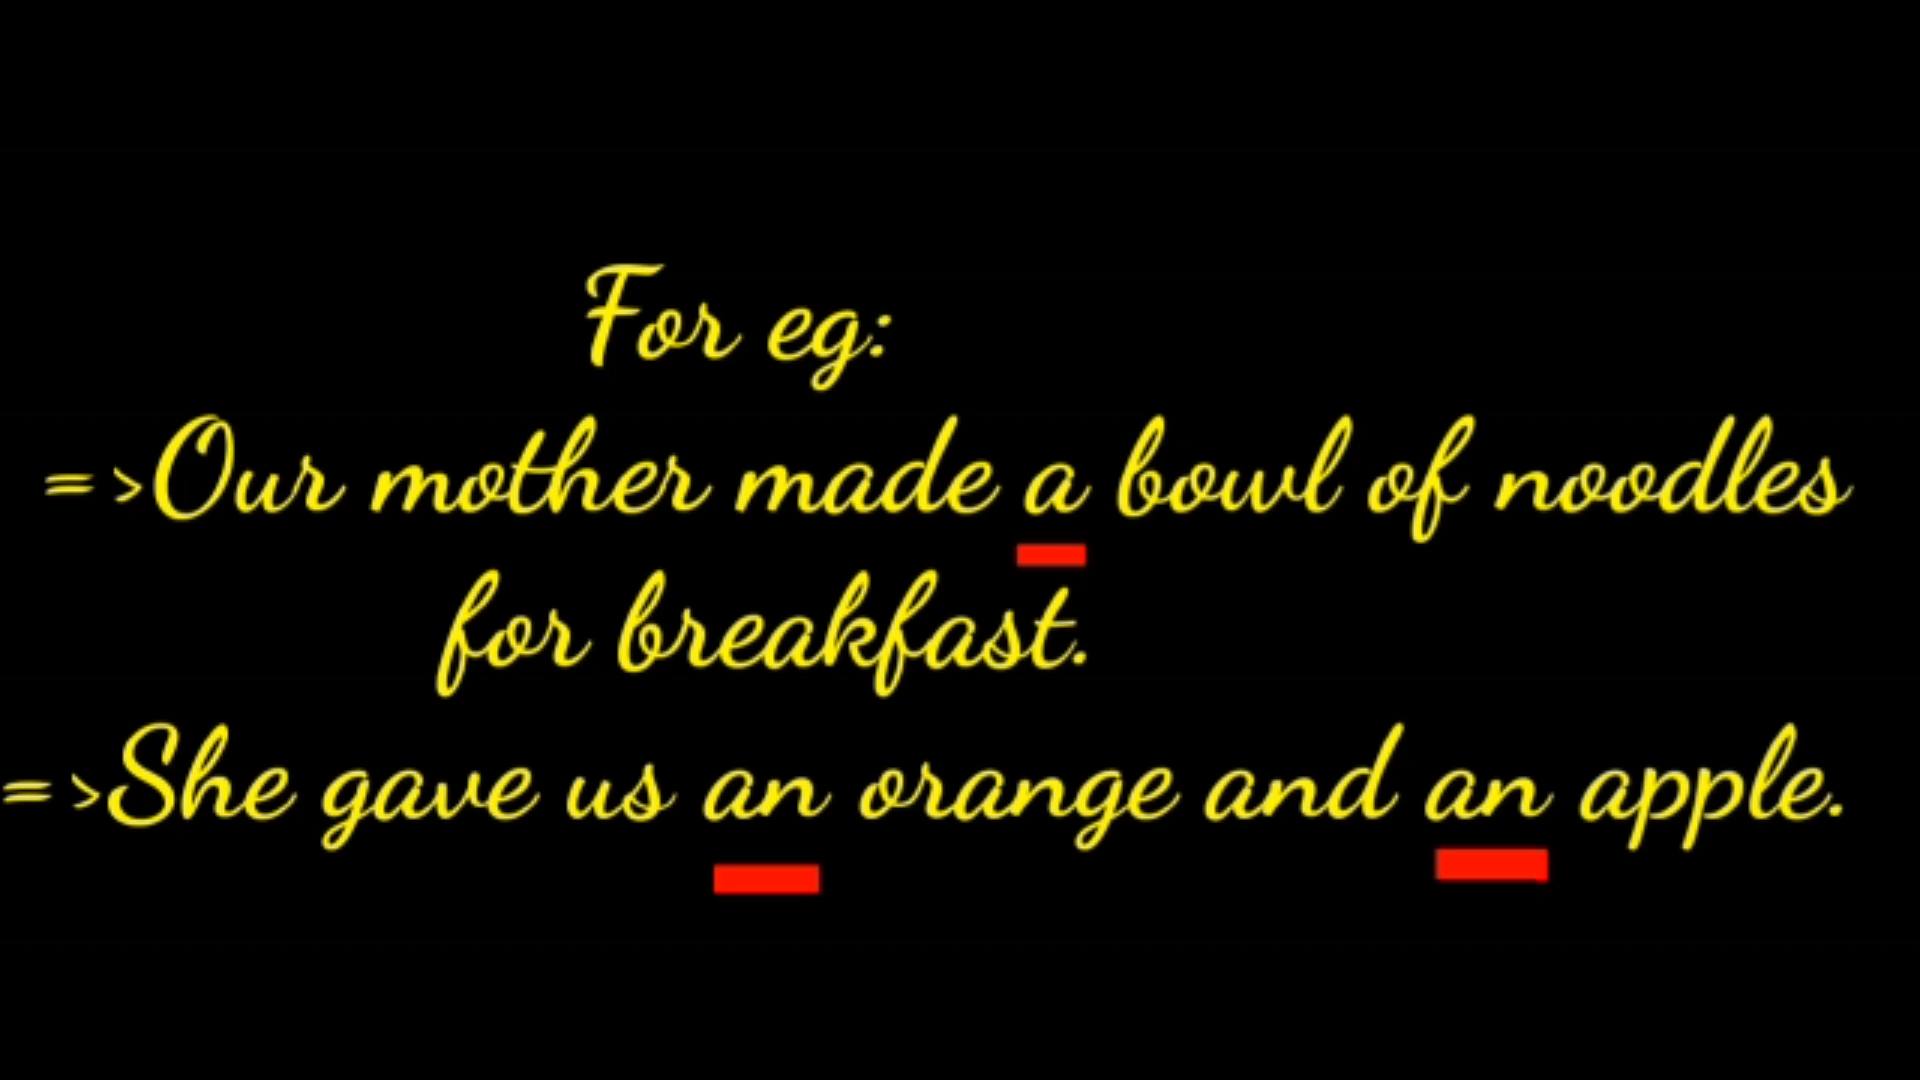 For eg:
=>Our mother made a bowl of noodles
for breakfast.
=>She gave us an orange and an apple.